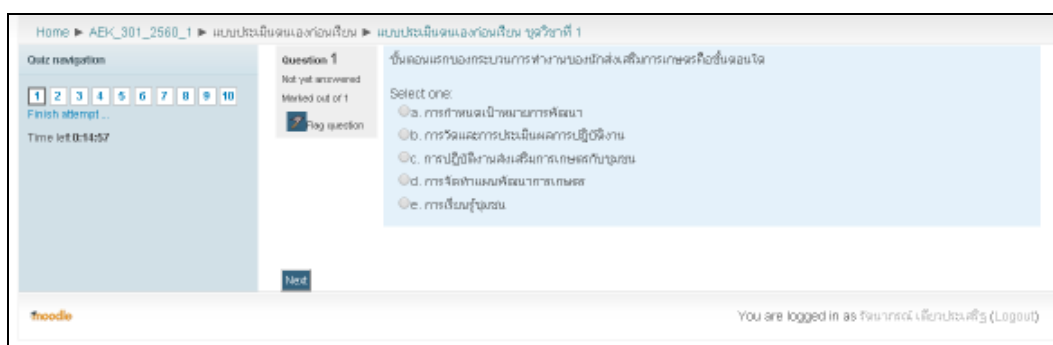 Home ► AEK_301_2560_1 ► แบบประเมินตนเองก่อนเรียน ► แบบประเมินตนเองก่อนเรียน ชุดวิชาที่ 1
Quiz navigation
1 2 3 4 5 6 7 8 9 10
Finish attempt ...
Time left 0:14:57
Question 1
Not yet answered
Marked out of 1
Flag question
ขั้นตอนแรกของกระบวนการทำงานของนักส่งเสริมการเกษตรคือขั้นตอนใด
Select one:
a. การกำหนดเป้าหมายการพัฒนา
b. การวัดและการประเมินผลการปฏิบัติงาน
c. การปฏิบัติงานส่งเสริมการเกษตรกับชุมชน
d. การจัดทำแผนพัฒนาการเกษตร
e. การเรียนรู้ชุมชน
Next
moodle
You are logged in as (Logout)